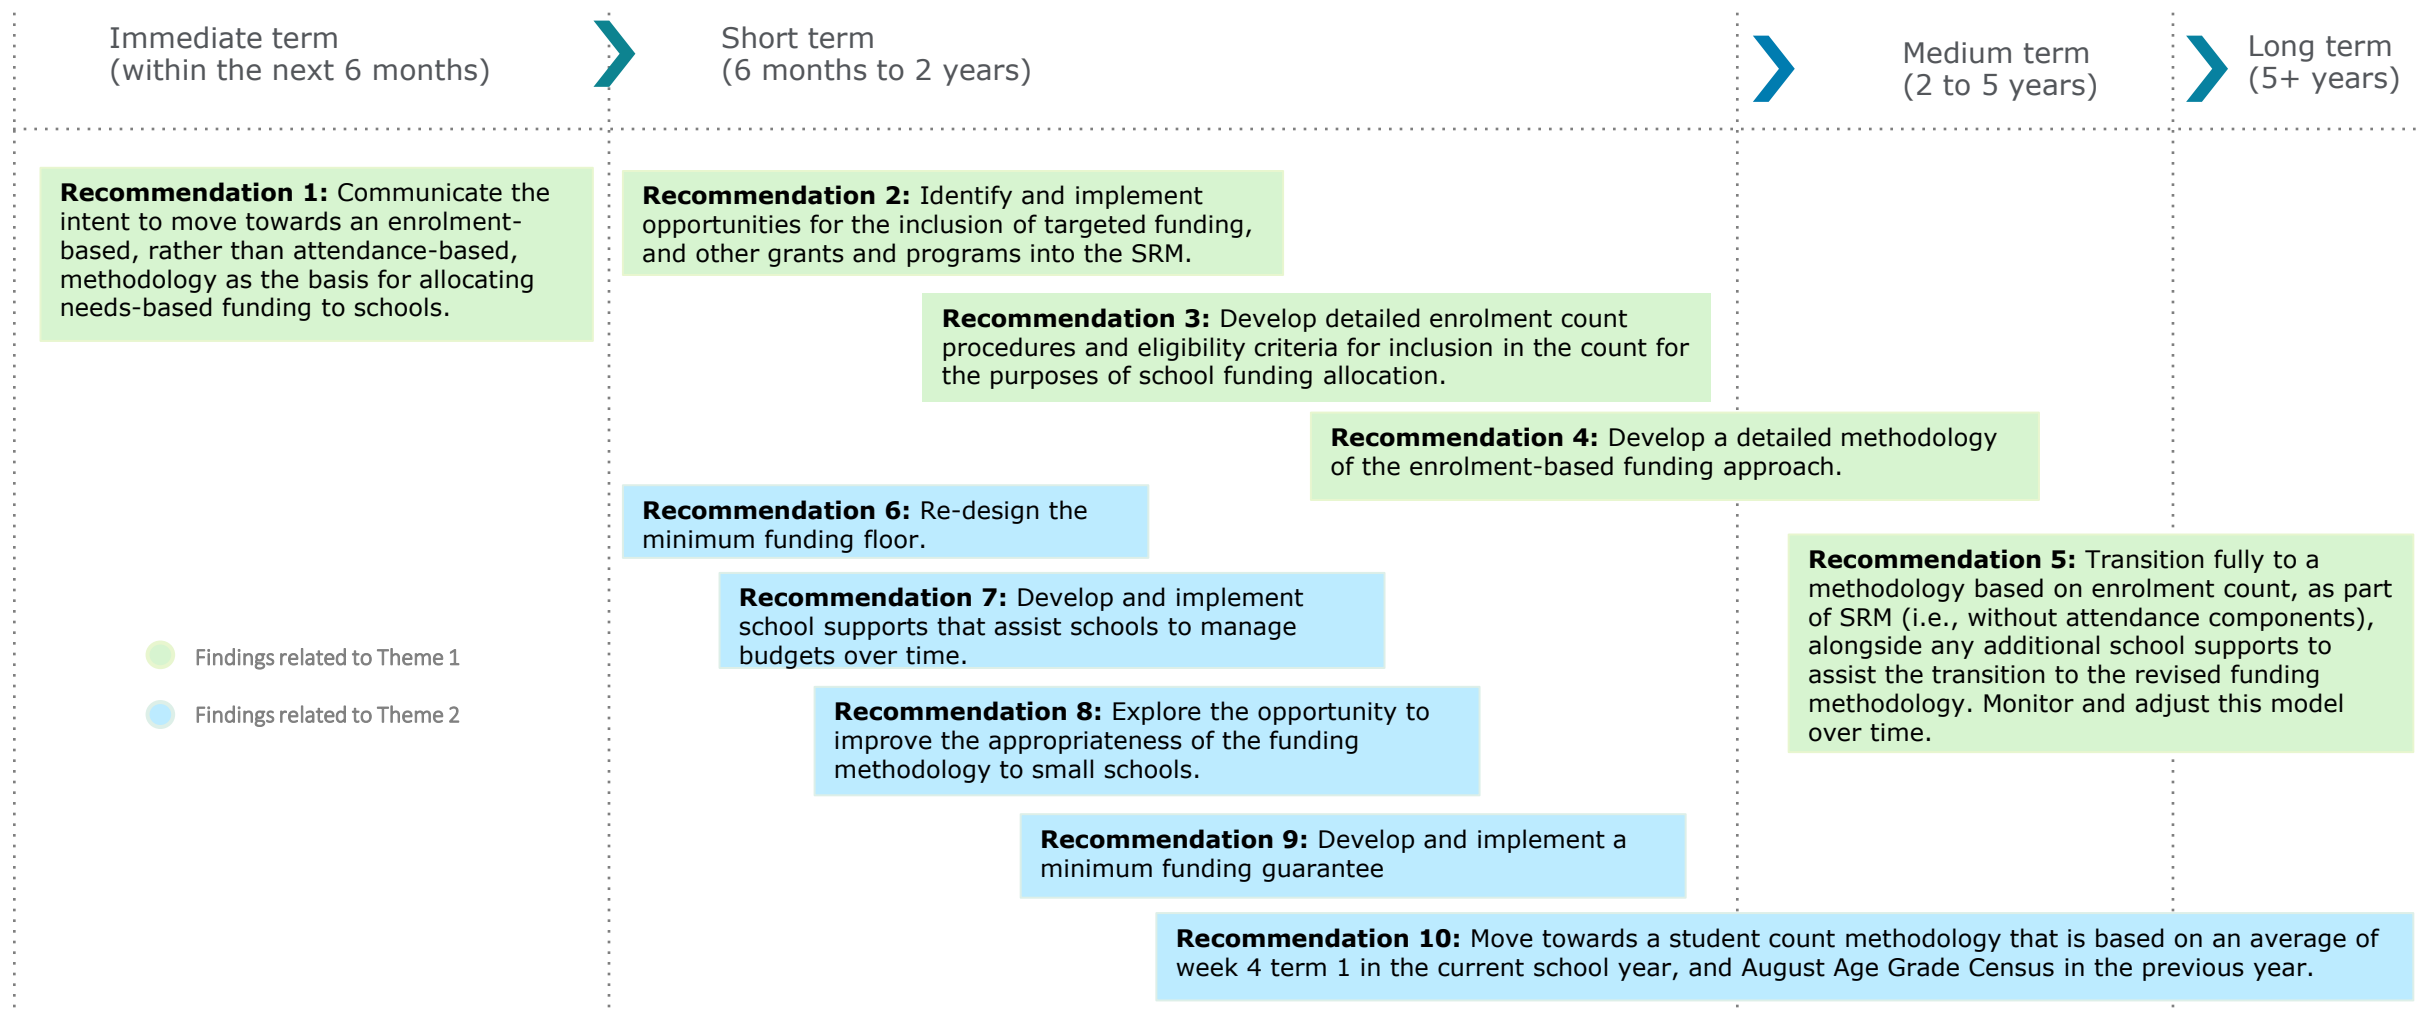 Immediate term
(within the next 6 months)
Short term
(6 months to 2 years)
Medium term
(2 to 5 years)
Long term
(5+ years)
Recommendation 1: Communicate the
intent to move towards an enrolment-
based, rather than attendance-based,
methodology as the basis for allocating
needs-based funding to schools.
Recommendation 2: Identify and implement
opportunities for the inclusion of targeted funding,
and other grants and programs into the SRM.
Recommendation 3: Develop detailed enrolment count
procedures and eligibility criteria for inclusion in the count for
the purposes of school funding allocation.
Recommendation 4: Develop a detailed methodology
of the enrolment-based funding approach.
Recommendation 6: Re-design the
minimum funding floor.
Recommendation 5: Transition fully to a
methodology based on enrolment count, as part
of SRM (i.e., without attendance components),
alongside any additional school supports to
assist the transition to the revised funding
methodology. Monitor and adjust this model
over time.
Recommendation 7: Develop and implement
school supports that assist schools to manage
budgets over time.
Findings related to Theme 1
Findings related to Theme 2
Recommendation 8: Explore the opportunity to
improve the appropriateness of the funding
methodology to small schools.
Recommendation 9: Develop and implement a
minimum funding guarantee
Recommendation 10: Move towards a student count methodology that is based on an average of
week 4 term 1 in the current school year, and August Age Grade Census in the previous year.